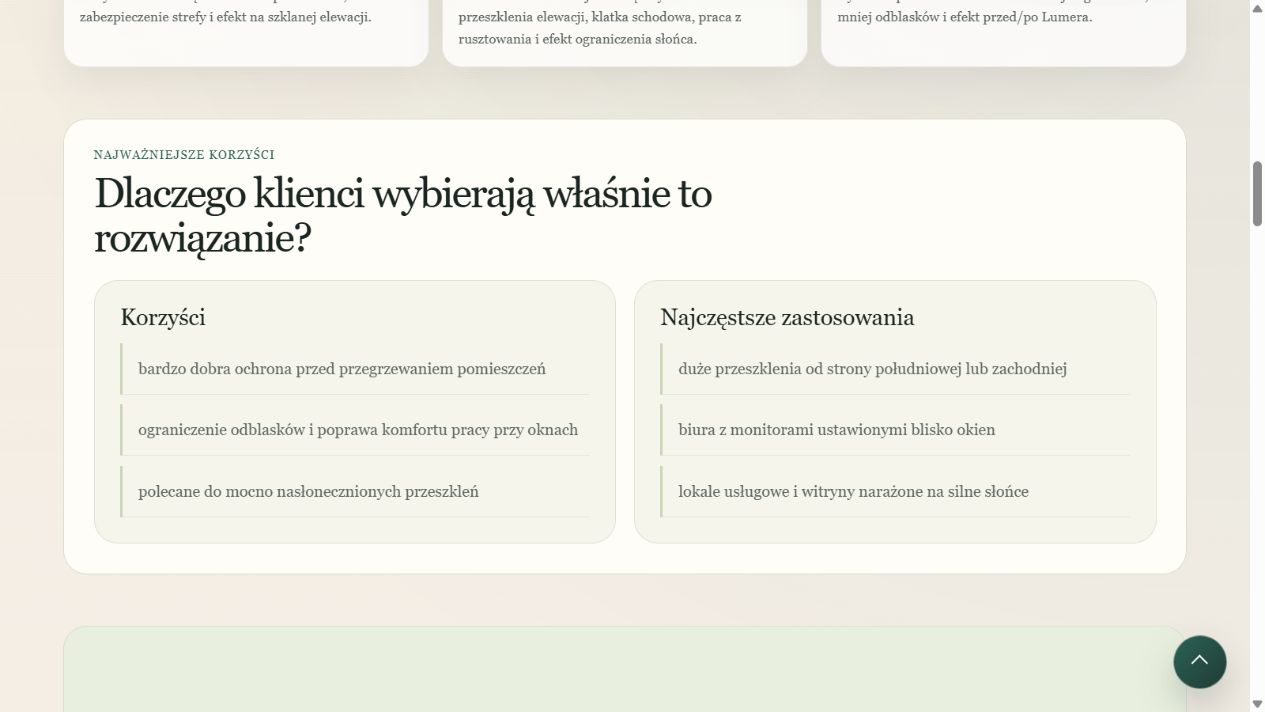 zabezpieczenie strefy i efekt na szklanej elewacji.
przeszklenia elewacji, klatka schodowa, praca z
rusztowania i efekt ograniczenia słońca.
mniej odblasków i efekt przed/po Lumera.
NAJWAŻNIEJSZE KORZYŚCI
Dlaczego klienci wybierają właśnie to
rozwiązanie?
Korzyści
bardzo dobra ochrona przed przegrzewaniem pomieszczeń
ograniczenie odblasków i poprawa komfortu pracy przy oknach
polecane do mocno nasłonecznionych przeszkleń
Najczęstsze zastosowania
duże przeszklenia od strony południowej lub zachodniej
biura z monitorami ustawionymi blisko okien
lokale usługowe i witryny narażone na silne słońce